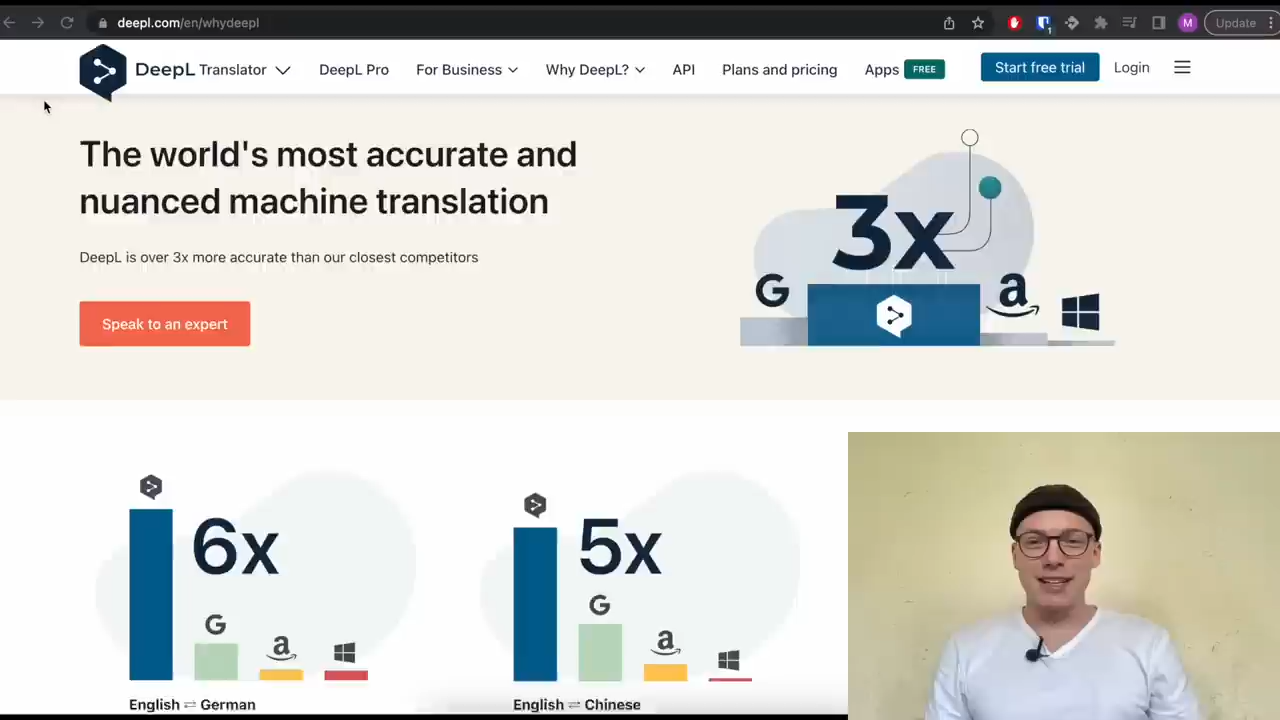 deepl.com/en/whydeepl
1
M
Update
DeepL Translator
DeepL Pro
For Business
Why DeepL?
API
Plans and pricing
Apps FREE
Start free trial
Login
The world's most accurate and
nuanced machine translation
DeepL is over 3x more accurate than our closest competitors
Speak to an expert
3x
G
a
6x
G
a
English ⇌ German
5x
G
a
English ⇌ Chinese